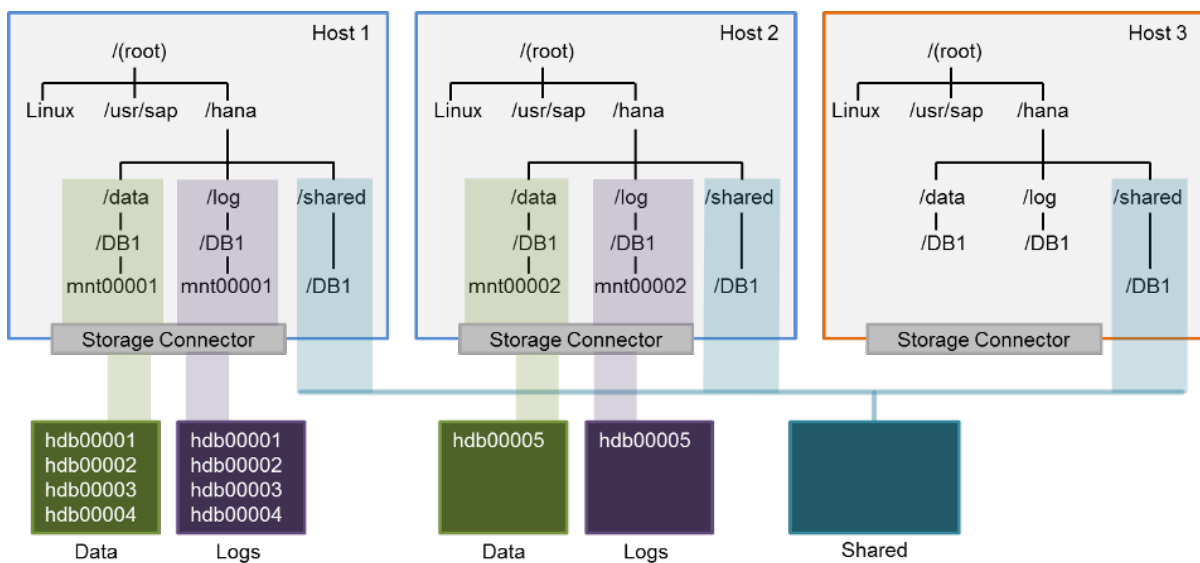 Host 1
/(root)
Linux
/usr/sap
/hana
/data
/log
/shared
/DB1
/DB1
mnt00001
mnt00001
/DB1
Storage Connector
Host 2
/(root)
Linux
/usr/sap
/hana
/data
/log
/shared
/DB1
/DB1
mnt00002
mnt00002
/DB1
Storage Connector
Host 3
/(root)
Linux
/usr/sap
/hana
/data
/log
/shared
/DB1
/DB1
/DB1
Storage Connector
hdb00001
hdb00002
hdb00003
hdb00004
Data
hdb00001
hdb00002
hdb00003
hdb00004
Logs
hdb00005
Data
hdb00005
Logs
Shared